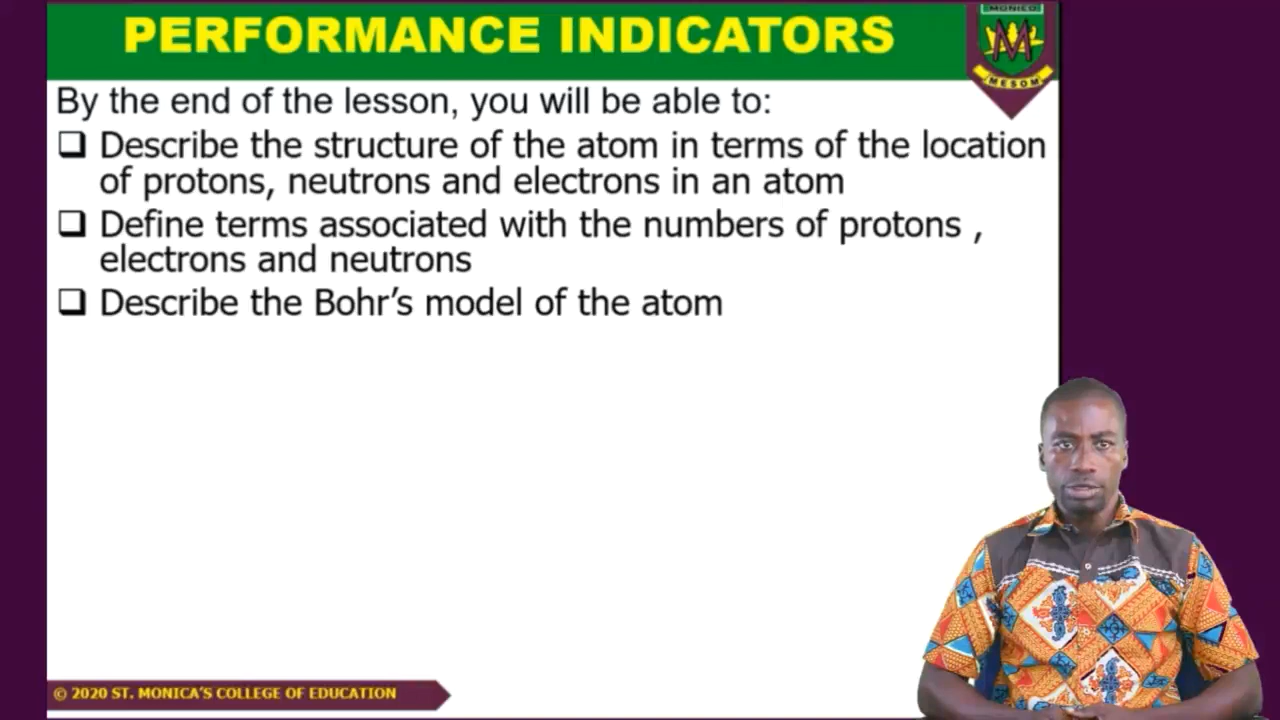 PERFORMANCE INDICATORS
MONICO
M
MESOM
By the end of the lesson, you will be able to:
❑ Describe the structure of the atom in terms of the location
of protons, neutrons and electrons in an atom
❑ Define terms associated with the numbers of protons ,
electrons and neutrons
❑ Describe the Bohr’s model of the atom
© 2020 ST. MONICA’S COLLEGE OF EDUCATION